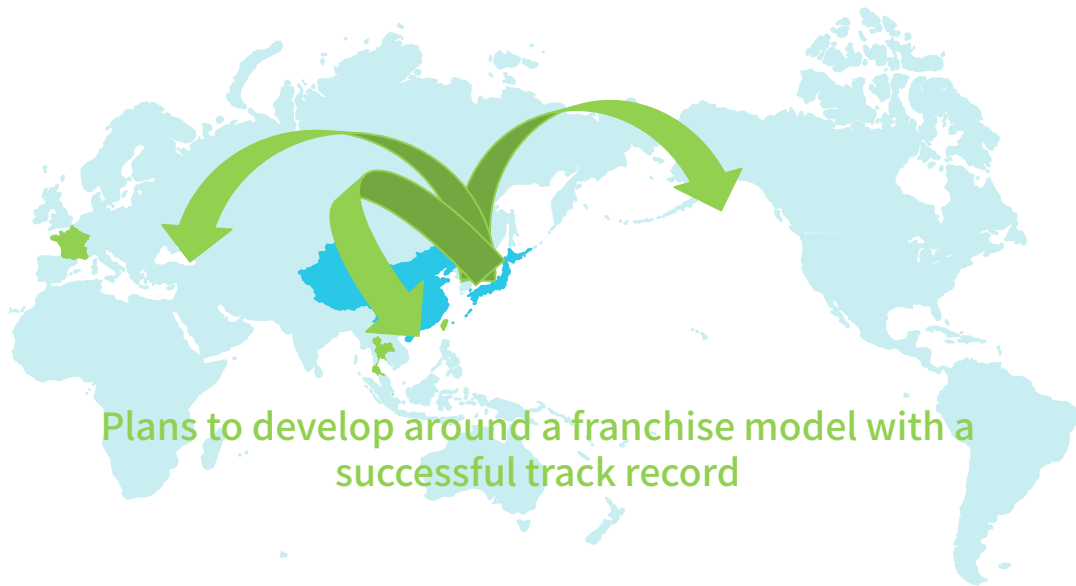 Plans to develop around a franchise model with a
successful track record